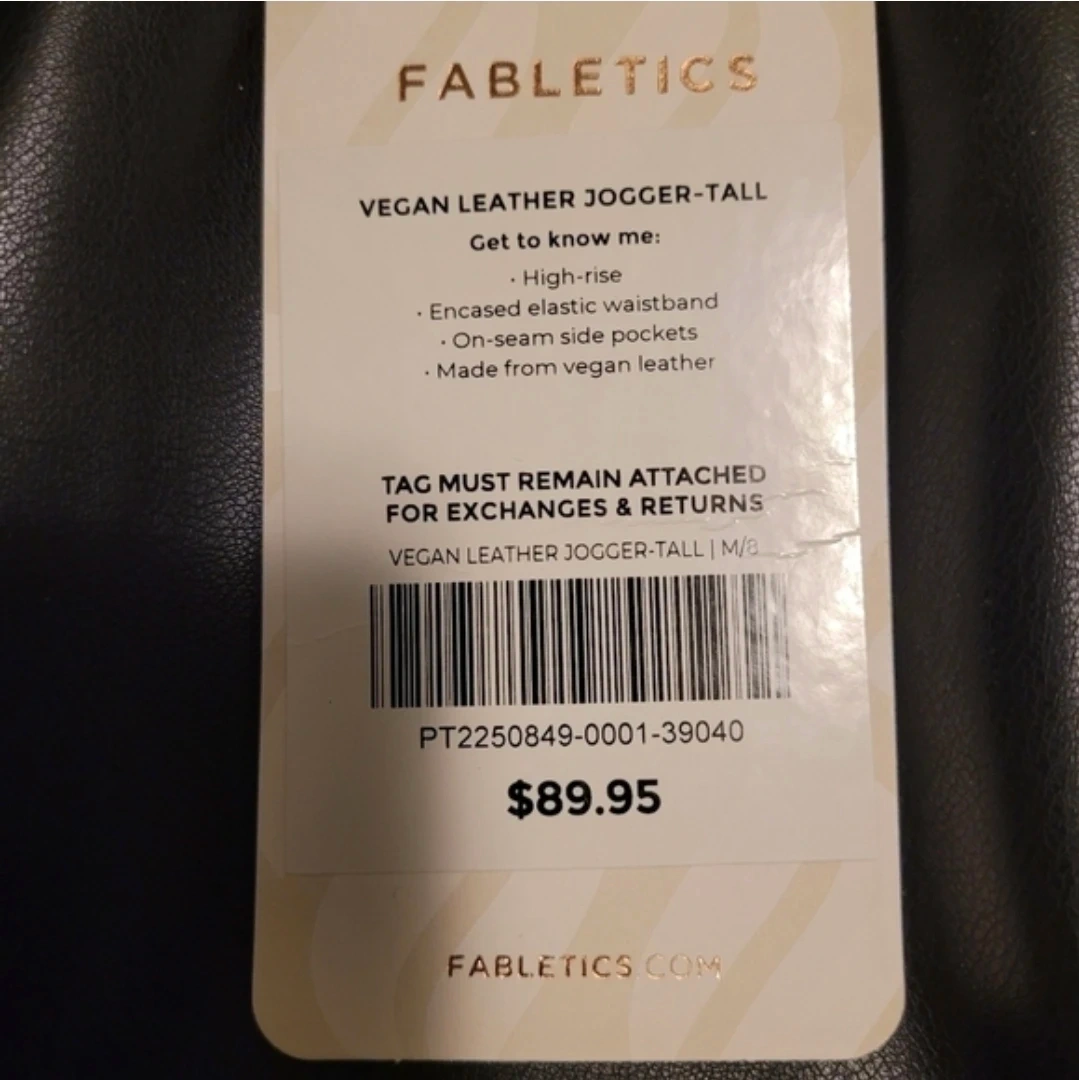 FABLETICS
VEGAN LEATHER JOGGER-TALL
Get to know me:
· High-rise
· Encased elastic waistband
· On-seam side pockets
· Made from vegan leather
TAG MUST REMAIN ATTACHED
FOR EXCHANGES & RETURNS
VEGAN LEATHER JOGGER-TALL | M/8
PT2250849-0001-39040
$89.95
FABLETICS.COM